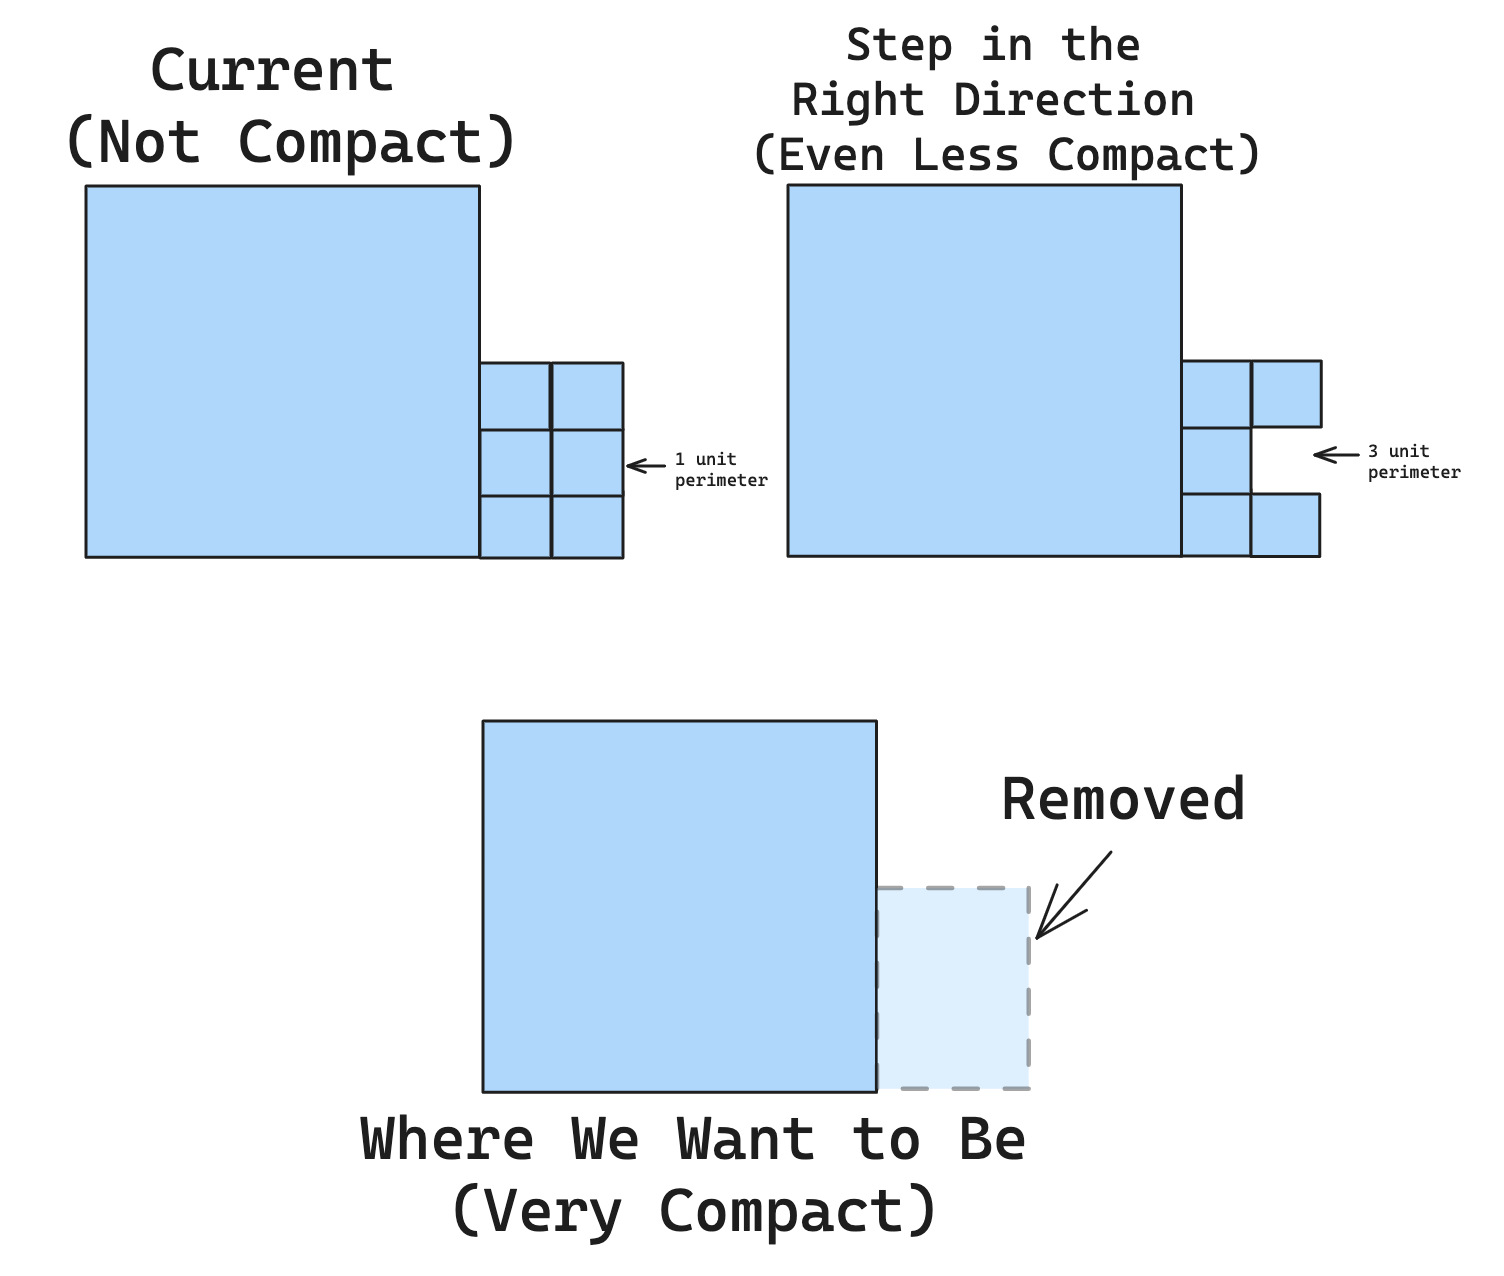 Current
(Not Compact)
Step in the
Right Direction
(Even Less Compact)
1 unit
perimeter
3 unit
perimeter
Removed
Where We Want to Be
(Very Compact)